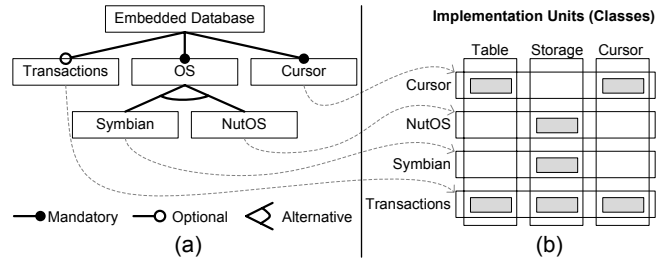 Embedded Database
Transactions
OS
Cursor
Symbian
NutOS
Mandatory
Optional
Alternative
(a)
Implementation Units (Classes)
Table
Storage
Cursor
Cursor
NutOS
Symbian
Transactions
(b)